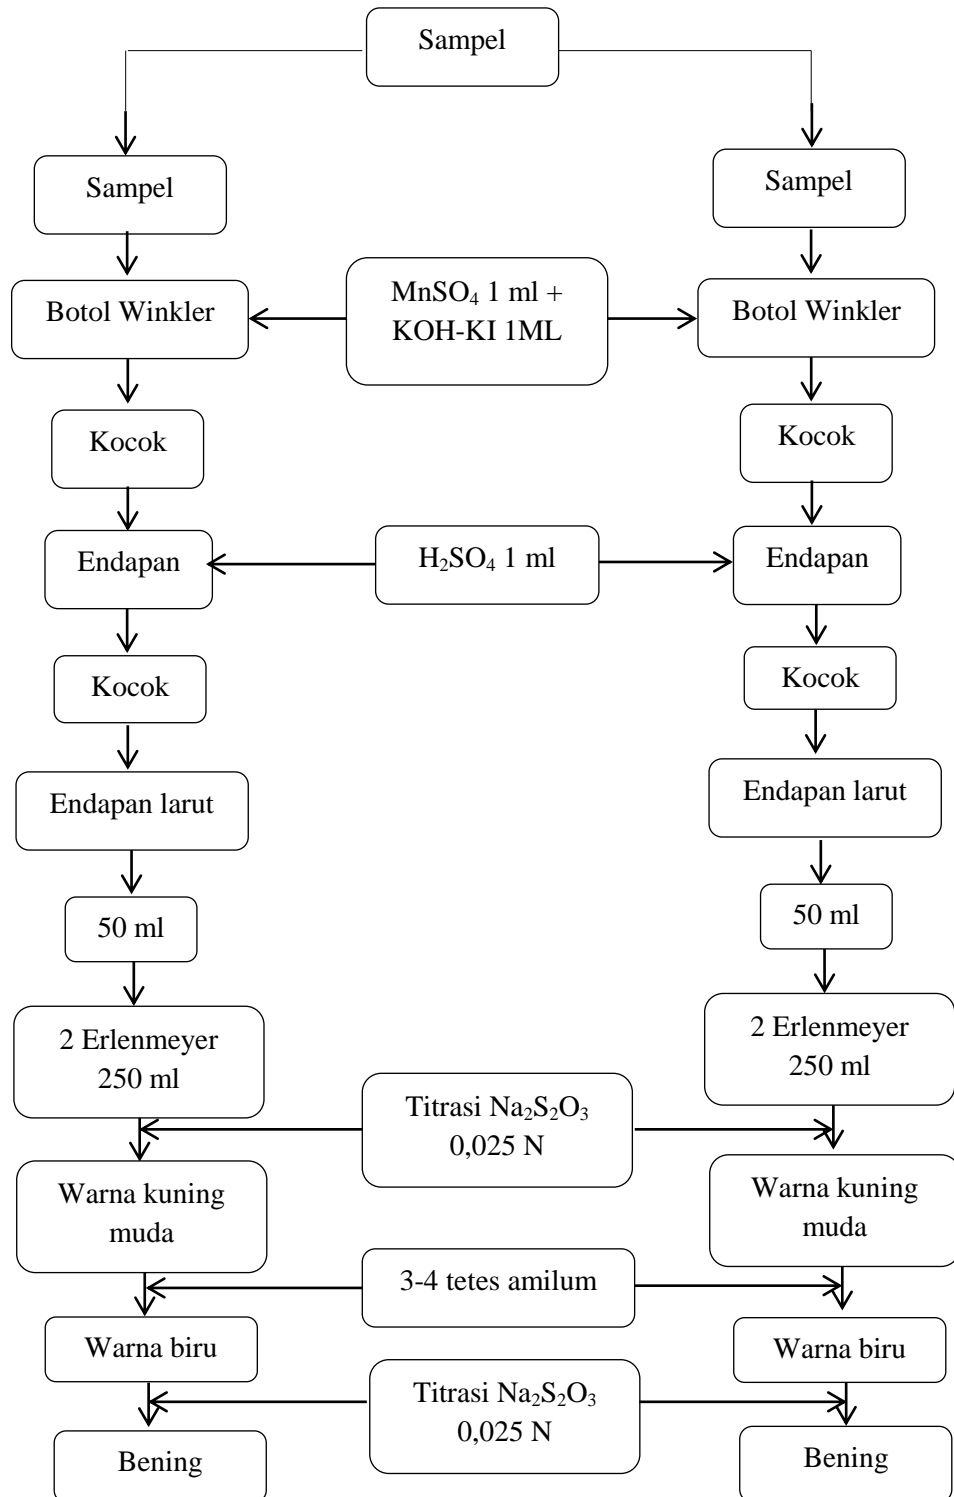 Sampel
Sampel
Sampel
Botol Winkler
MnSO₄ 1 ml +
KOH-KI 1ML
Botol Winkler
Kocok
Kocok
Endapan
H₂SO₄ 1 ml
Endapan
Kocok
Kocok
Endapan larut
Endapan larut
50 ml
50 ml
2 Erlenmeyer
250 ml
2 Erlenmeyer
250 ml
Titrasi Na₂S₂O₃
0,025 N
Warna kuning
muda
Warna kuning
muda
3-4 tetes amilum
Warna biru
Warna biru
Titrasi Na₂S₂O₃
0,025 N
Bening
Bening